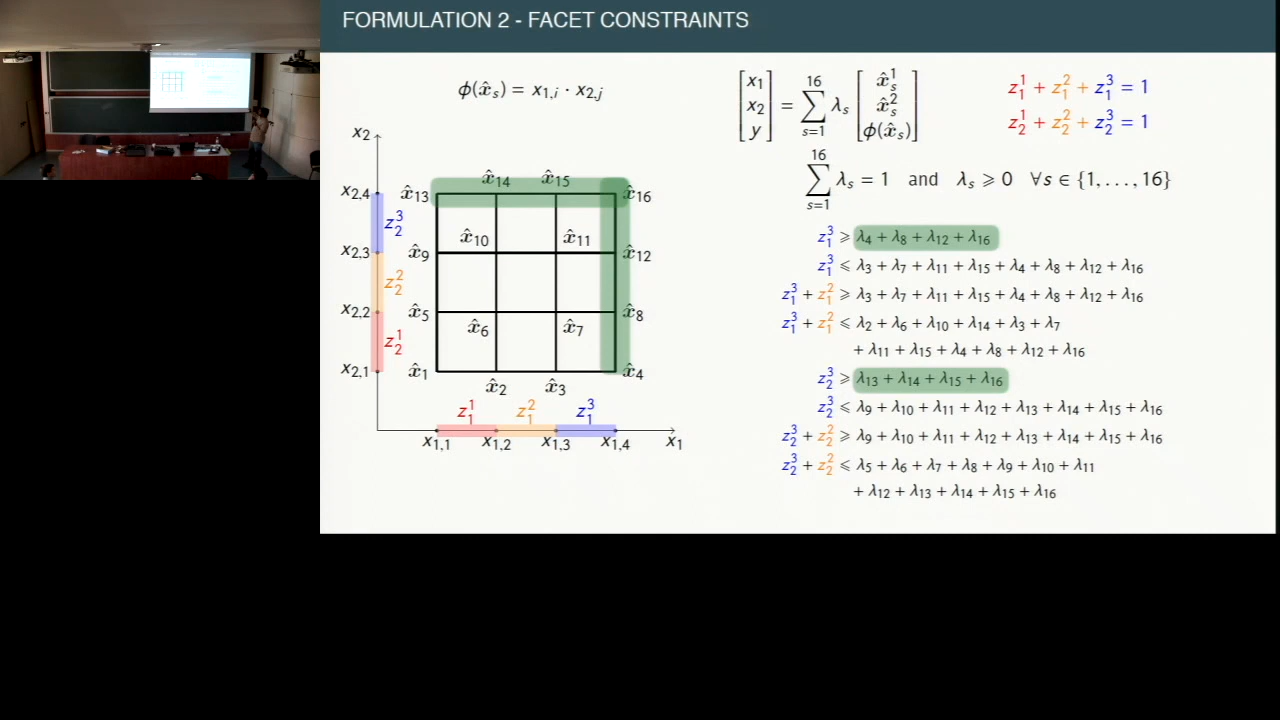 FORMULATION 2 - FACET CONSTRAINTS
ϕ(x̂ₛ) = x₁,ᵢ · x₂,ⱼ
x₂
x₂,₄
x₂,₃
x₂,₂
x₂,₁
z₂³
z₂²
z₂¹
x̂₁₃ x̂₁₄ x̂₁₅ x̂₁₆
x̂₉ x̂₁₀ x̂₁₁ x̂₁₂
x̂₅ x̂₆ x̂₇ x̂₈
x̂₁ x̂₂ x̂₃ x̂₄
z₁¹ z₁² z₁³
x₁,₁ x₁,₂ x₁,₃ x₁,₄ x₁
[x₁ x₂ y] = ∑ₛ₌₁¹⁶ λₛ [x̂ₛ¹ x̂ₛ² ϕ(x̂ₛ)]
z₁¹ + z₁² + z₁³ = 1
z₂¹ + z₂² + z₂³ = 1
∑ₛ₌₁¹⁶ λₛ = 1 and λₛ ⩾ 0 ∀s ∈ {1, . . . , 16}
z₁³ ⩾ λ₄ + λ₈ + λ₁₂ + λ₁₆
z₁³ ⩽ λ₃ + λ₇ + λ₁₁ + λ₁₅ + λ₄ + λ₈ + λ₁₂ + λ₁₆
z₁³ + z₁² ⩾ λ₃ + λ₇ + λ₁₁ + λ₁₅ + λ₄ + λ₈ + λ₁₂ + λ₁₆
z₁³ + z₁² ⩽ λ₂ + λ₆ + λ₁₀ + λ₁₄ + λ₃ + λ₇
+ λ₁₁ + λ₁₅ + λ₄ + λ₈ + λ₁₂ + λ₁₆
z₂³ ⩾ λ₁₃ + λ₁₄ + λ₁₅ + λ₁₆
z₂³ ⩽ λ₉ + λ₁₀ + λ₁₁ + λ₁₂ + λ₁₃ + λ₁₄ + λ₁₅ + λ₁₆
z₂³ + z₂² ⩾ λ₉ + λ₁₀ + λ₁₁ + λ₁₂ + λ₁₃ + λ₁₄ + λ₁₅ + λ₁₆
z₂³ + z₂² ⩽ λ₅ + λ₆ + λ₇ + λ₈ + λ₉ + λ₁₀ + λ₁₁
+ λ₁₂ + λ₁₃ + λ₁₄ + λ₁₅ + λ₁₆